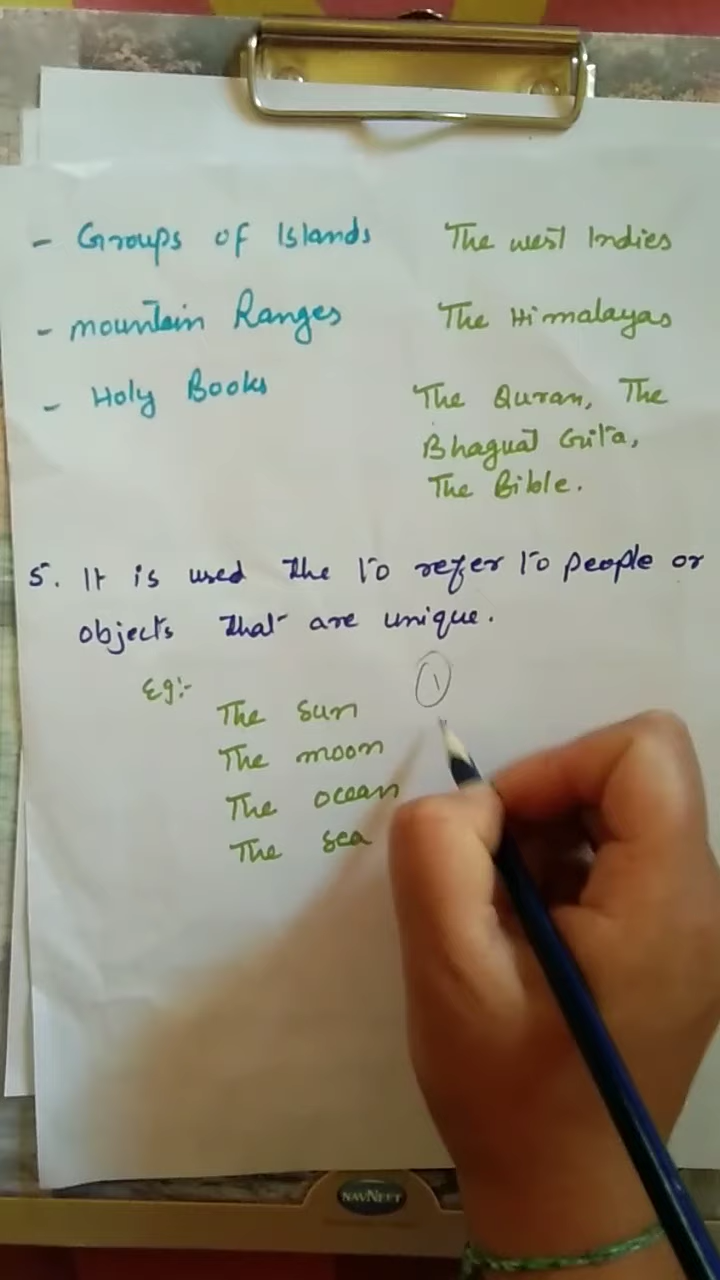 - Groups of Islands The west Indies
- mountain Ranges The Himalayas
- Holy Books The Quran, The
Bhagwat Gita,
The Bible.
5. It is used the to refer to people or
objects that are unique.
Eg:-
The sun
1
The moon
The ocean
The sea
NAVNEET